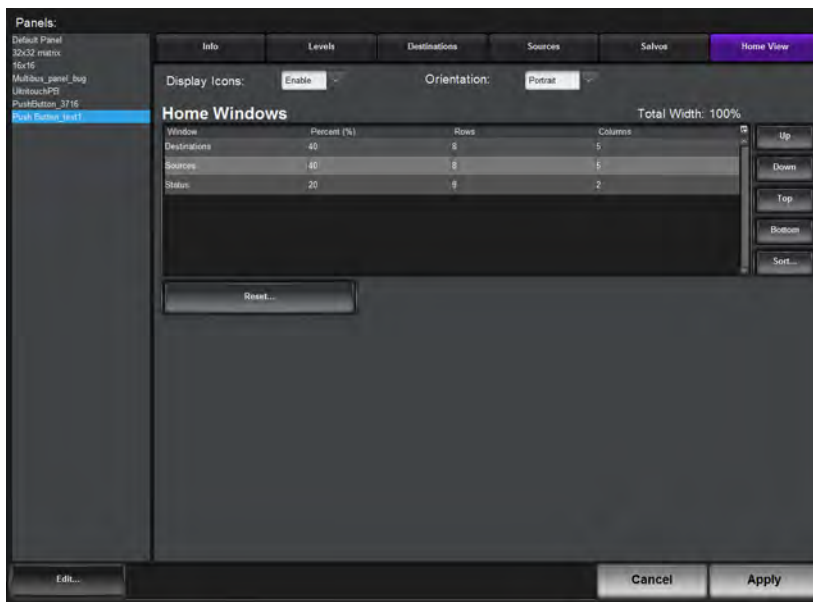 Panels:
Default Panel
32x32 matrix
16x16
Multibus_panel_bug
UltritouchPB
PushButton_3716
Push Button_test1
Info Levels Destinations Sources Salvos Home View
Display Icons: Enable Orientation: Portrait
Home Windows Total Width: 100%
Window Percent (%) Rows Columns
Destinations 40 8 5
Sources 40 8 5
Status 20 8 2
Up
Down
Top
Bottom
Sort...
Reset...
Edit... Cancel Apply